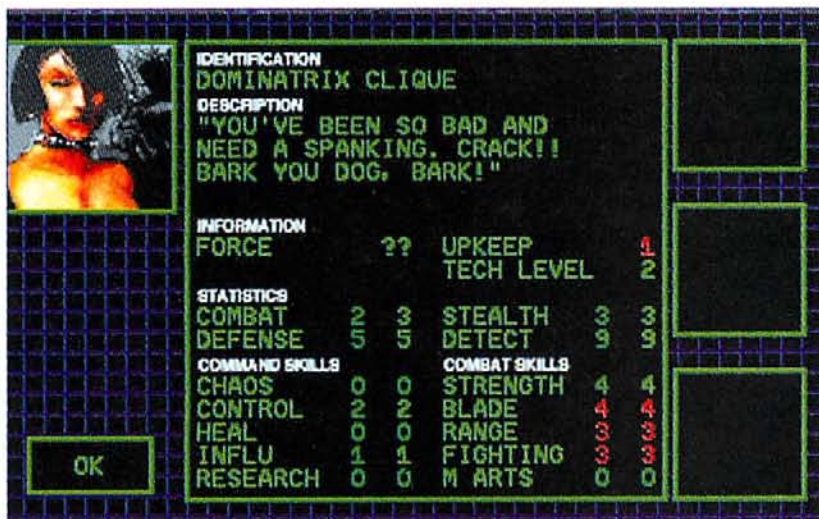 IDENTIFICATION
DOMINATRIX CLIQUE
DESCRIPTION
"YOU'VE BEEN SO BAD AND
NEED A SPANKING. CRACK!!
BARK YOU DOG, BARK!"
INFORMATION
FORCE ?? UPKEEP 1
TECH LEVEL 2
STATISTICS
COMBAT 2 3 STEALTH 3 3
DEFENSE 5 5 DETECT 9 9
COMMAND SKILLS COMBAT SKILLS
CHAOS 0 0 STRENGTH 4 4
CONTROL 2 2 BLADE 4 4
HEAL 0 0 RANGE 3 3
INFLU 1 1 FIGHTING 3 3
RESEARCH 0 0 M ARTS 0 0
OK